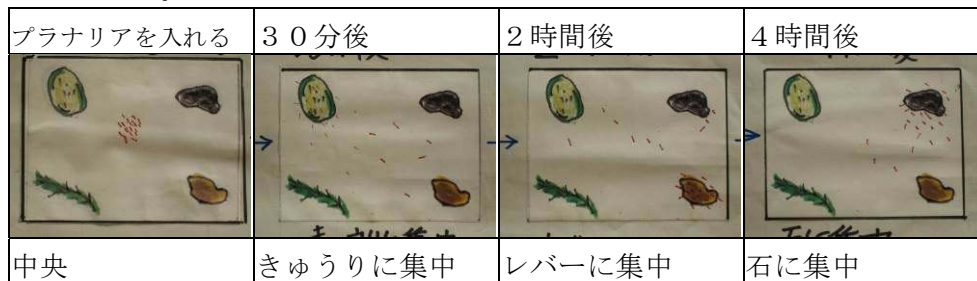 プラナリアを入れる
３０分後
２時間後
４時間後
中央
きゅうりに集中
レバーに集中
石に集中